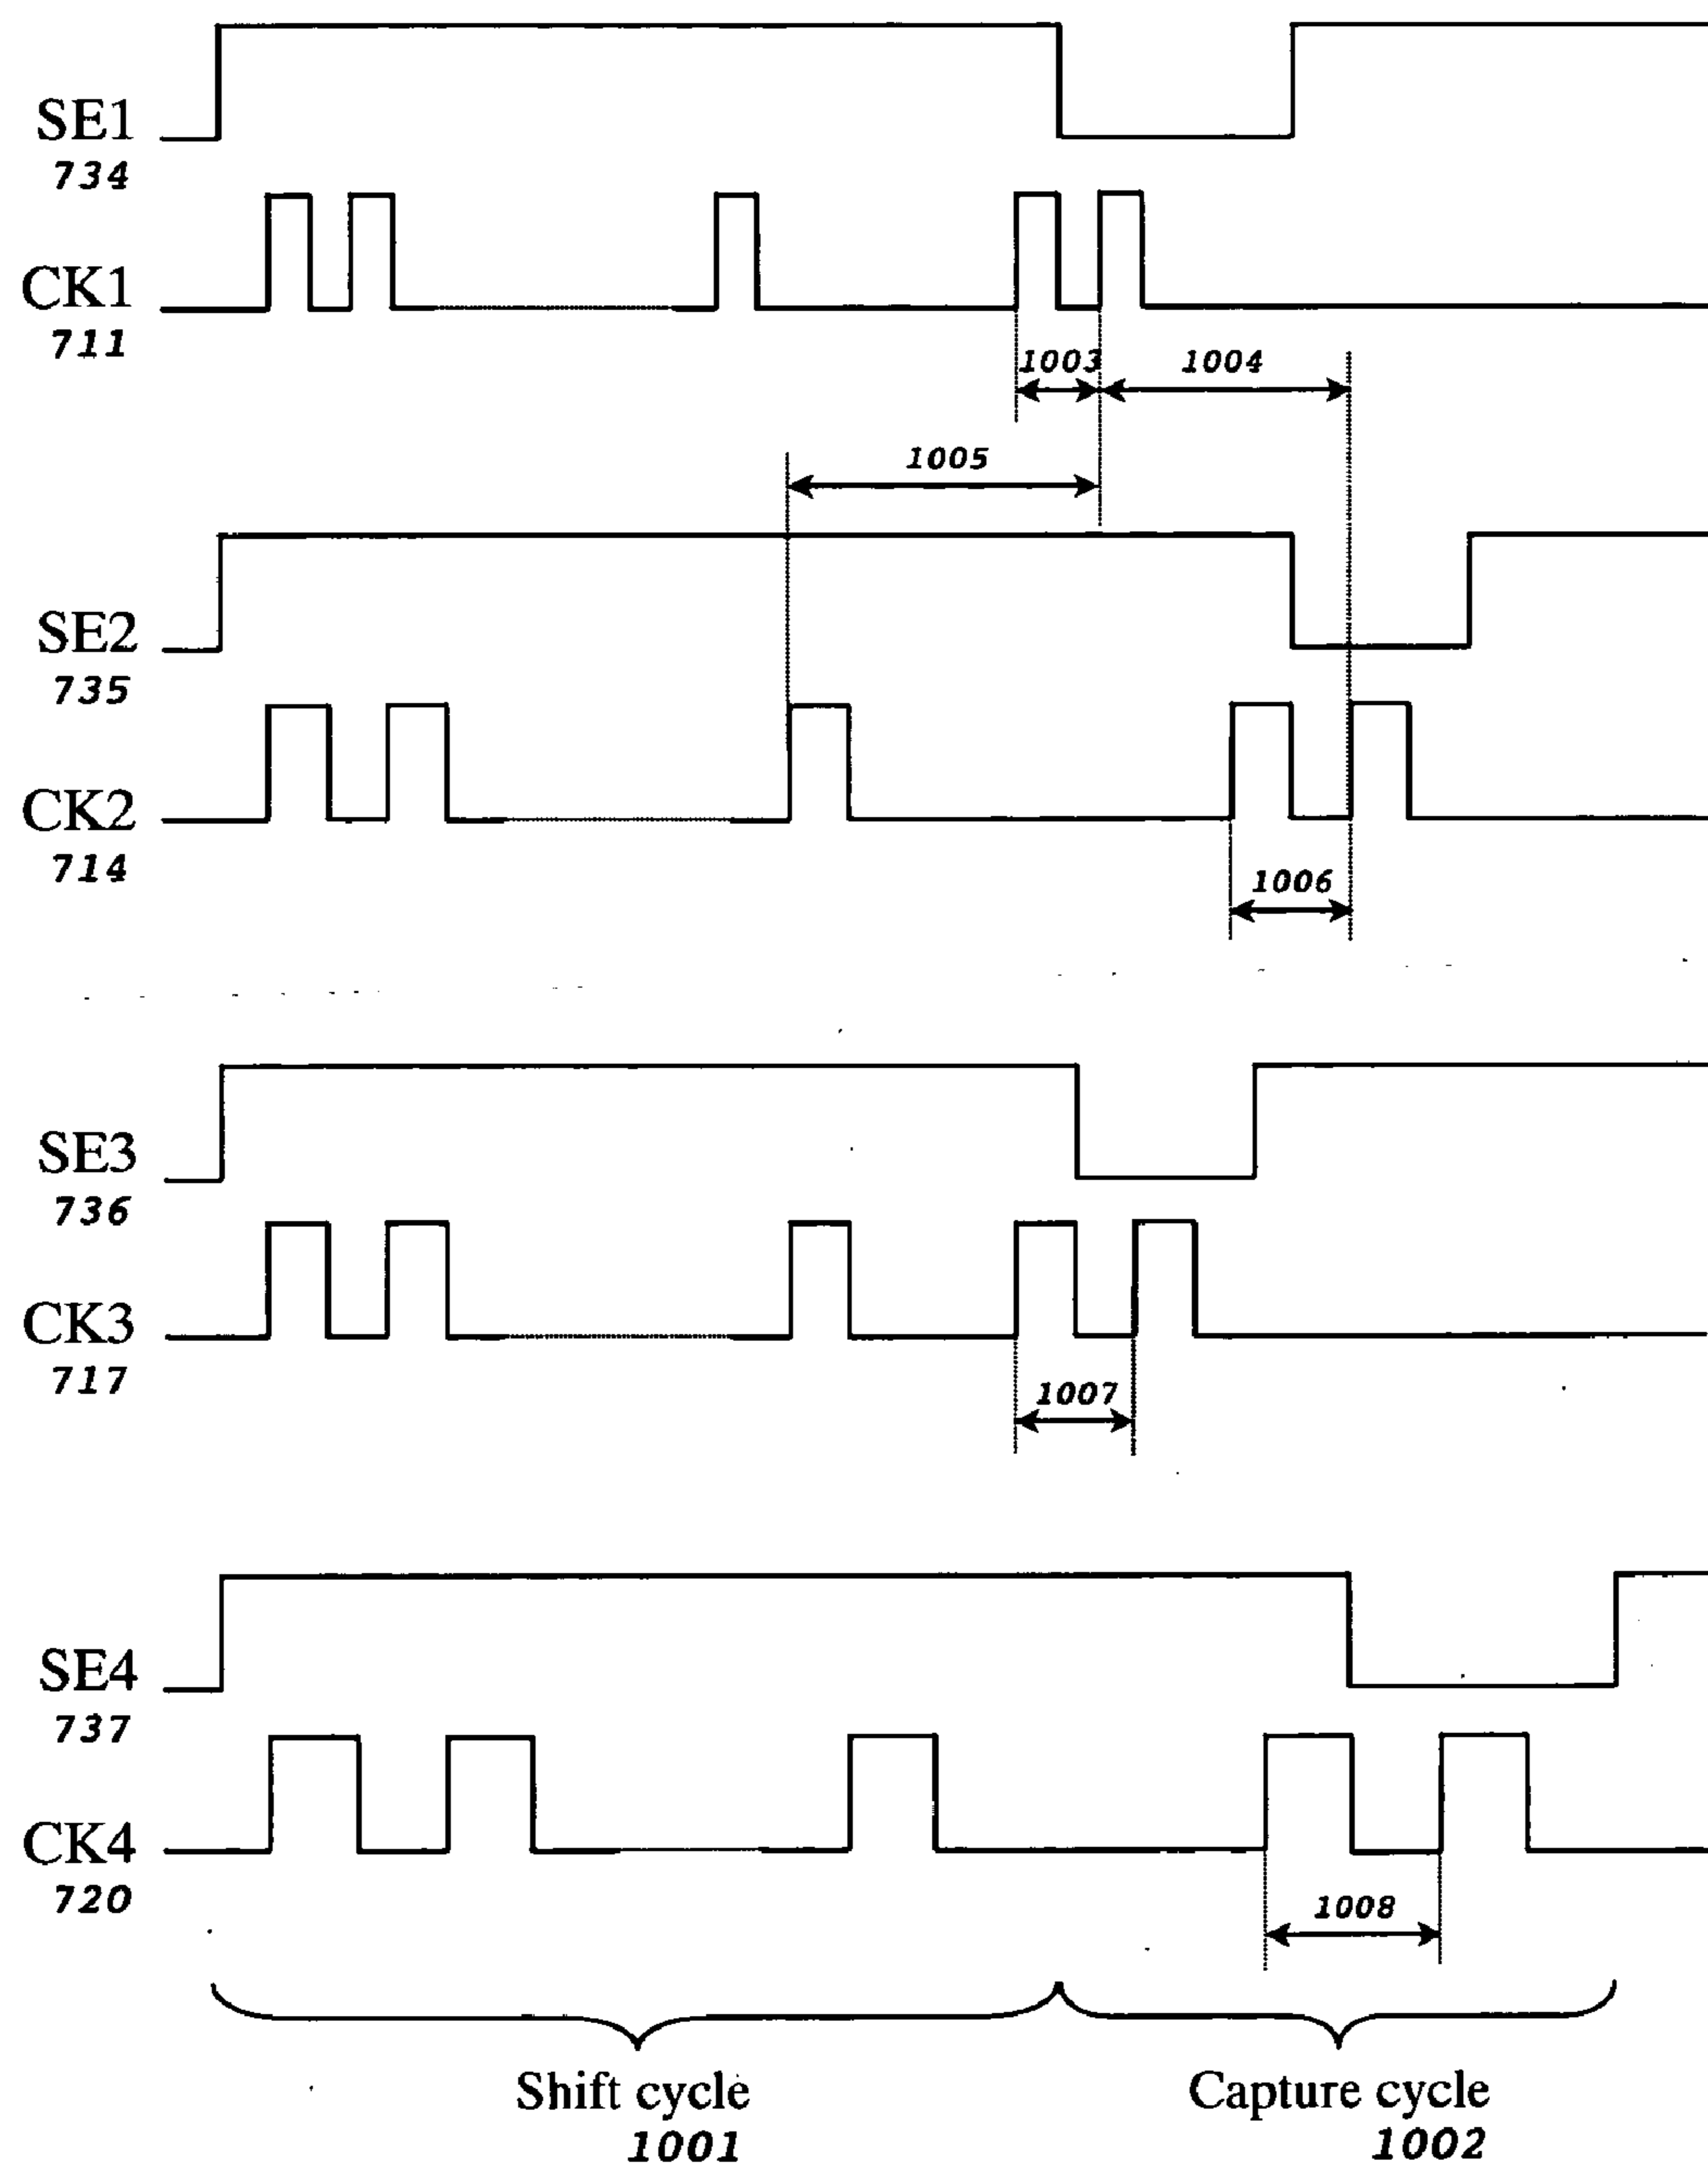 SE1
734
CK1
711
1003
1004
1005
SE2
735
CK2
714
1006
SE3
736
CK3
717
1007
SE4
737
CK4
720
1008
Shift cycle
1001
Capture cycle
1002